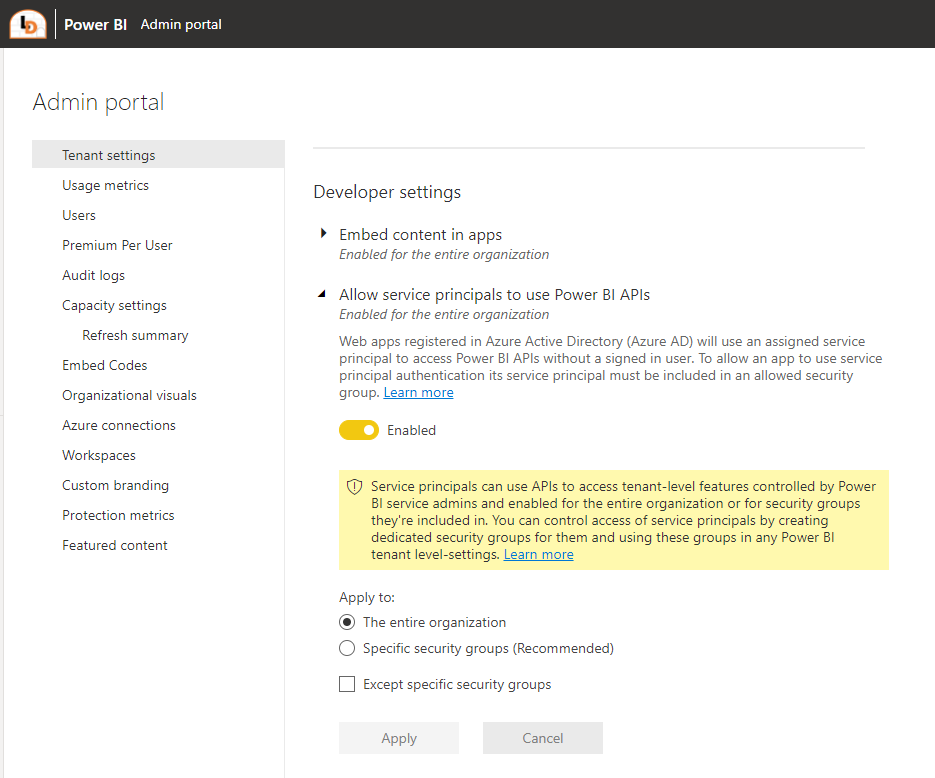 LD
Power BI Admin portal
Admin portal
Tenant settings
Usage metrics
Users
Premium Per User
Audit logs
Capacity settings
Refresh summary
Embed Codes
Organizational visuals
Azure connections
Workspaces
Custom branding
Protection metrics
Featured content
Developer settings
Embed content in apps
Enabled for the entire organization
Allow service principals to use Power BI APIs
Enabled for the entire organization
Web apps registered in Azure Active Directory (Azure AD) will use an assigned service
principal to access Power BI APIs without a signed in user. To allow an app to use service
principal authentication its service principal must be included in an allowed security
group. Learn more
Enabled
Service principals can use APIs to access tenant-level features controlled by Power
BI service admins and enabled for the entire organization or for security groups
they're included in. You can control access of service principals by creating
dedicated security groups for them and using these groups in any Power BI
tenant level-settings. Learn more
Apply to:
The entire organization
Specific security groups (Recommended)
Except specific security groups
Apply
Cancel